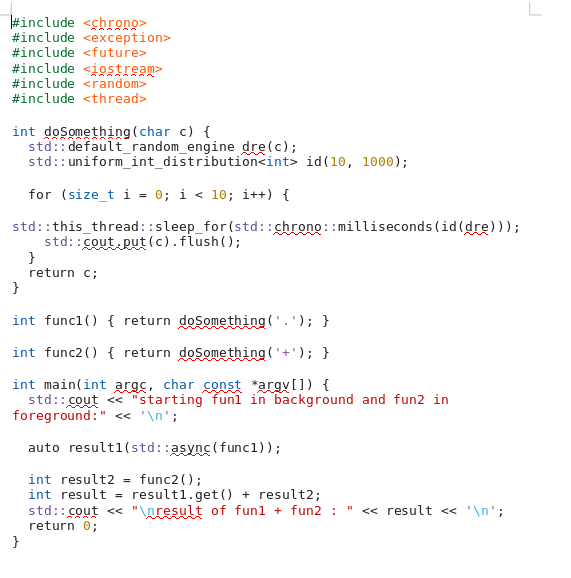 #include <chrono>
#include <exception>
#include <future>
#include <iostream>
#include <random>
#include <thread>

int doSomething(char c) {
  std::default_random_engine dre(c);
  std::uniform_int_distribution<int> id(10, 1000);

  for (size_t i = 0; i < 10; i++) {

std::this_thread::sleep_for(std::chrono::milliseconds(id(dre)));
    std::cout.put(c).flush();
  }
  return c;
}

int func1() { return doSomething('.'); }

int func2() { return doSomething('+'); }

int main(int argc, char const *argv[]) {
  std::cout << "starting fun1 in background and fun2 in
foreground:" << '\n';

  auto result1(std::async(func1));

  int result2 = func2();
  int result = result1.get() + result2;
  std::cout << "\nresult of fun1 + fun2 : " << result << '\n';
  return 0;
}